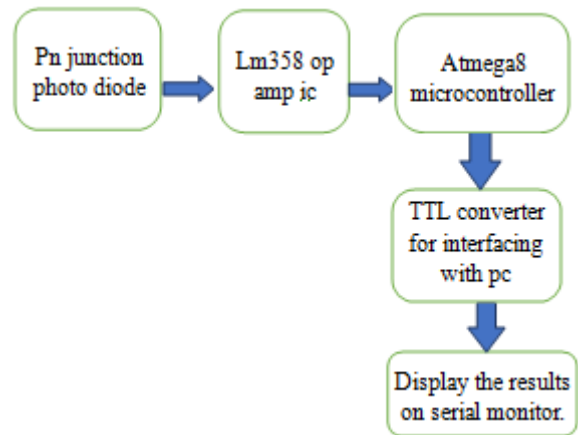 Pn junction
photo diode
Lm358 op
amp ic
Atmega8
microcontroller
TTL converter
for interfacing
with pc
Display the results
on serial monitor.